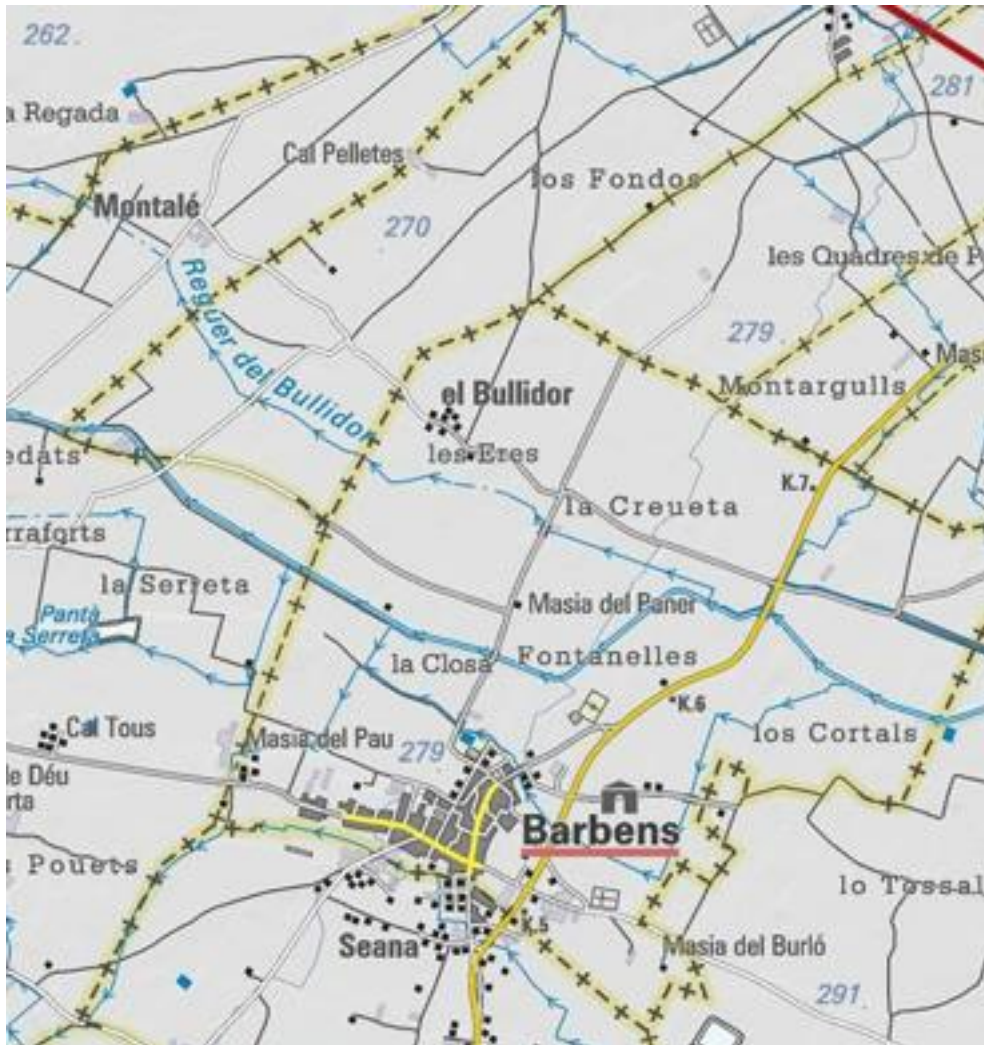 262
281
a Regada
Cal Pelletes
los Fondos
Montalé
270
les Quadres de P
Reguer del Bullidor
279
Mas
Montargulls
el Bullidor
les Eres
edats
K.7
la Creueta
rraforts
la Serreta
Masia del Paner
Pantà
a Serreta
la Closa
Fontanelles
K.6
Cal Tous
Masia del Pau
279
los Cortals
de Déu
rta
Barbens
s Pouets
lo Tossal
K.5
Seana
Masia del Burló
291